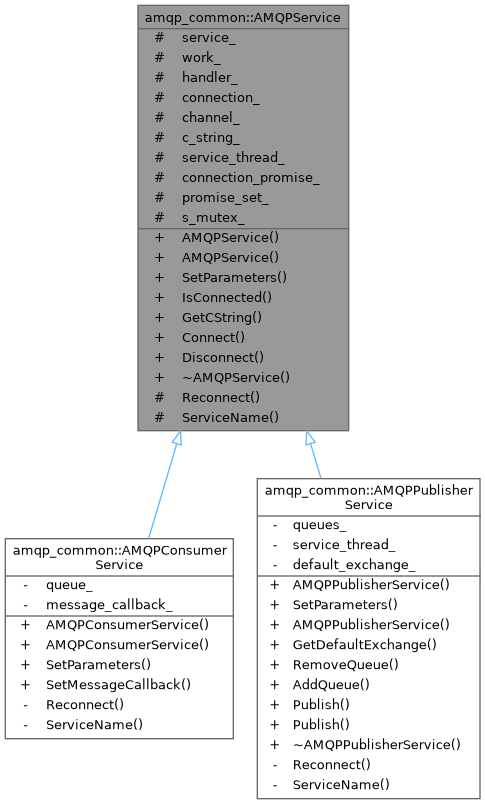 amqp_common::AMQPService
# service_
# work_
# handler_
# connection_
# channel_
# c_string_
# service_thread_
# connection_promise_
# promise_set_
# s_mutex_
+ AMQPService()
+ AMQPService()
+ SetParameters()
+ IsConnected()
+ GetCString()
+ Connect()
+ Disconnect()
+ ~AMQPService()
# Reconnect()
# ServiceName()
amqp_common::AMQPConsumer
Service
- queue_
- message_callback_
+ AMQPConsumerService()
+ AMQPConsumerService()
+ SetParameters()
+ SetMessageCallback()
- Reconnect()
- ServiceName()
amqp_common::AMQPPublisher
Service
- queues_
- service_thread_
- default_exchange_
+ AMQPPublisherService()
+ SetParameters()
+ AMQPPublisherService()
+ GetDefaultExchange()
+ RemoveQueue()
+ AddQueue()
+ Publish()
+ Publish()
+ ~AMQPPublisherService()
- Reconnect()
- ServiceName()